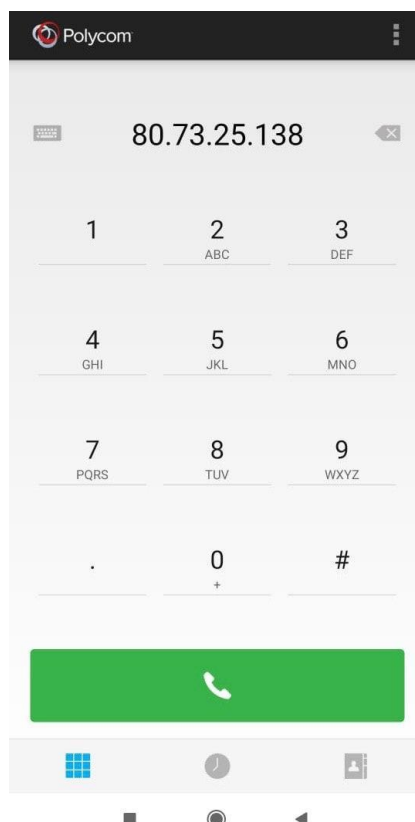 Polycom
80.73.25.138
1 2 3
ABC DEF
4 5 6
GHI JKL MNO
7 8 9
PQRS TUV WXYZ
. 0 #
+